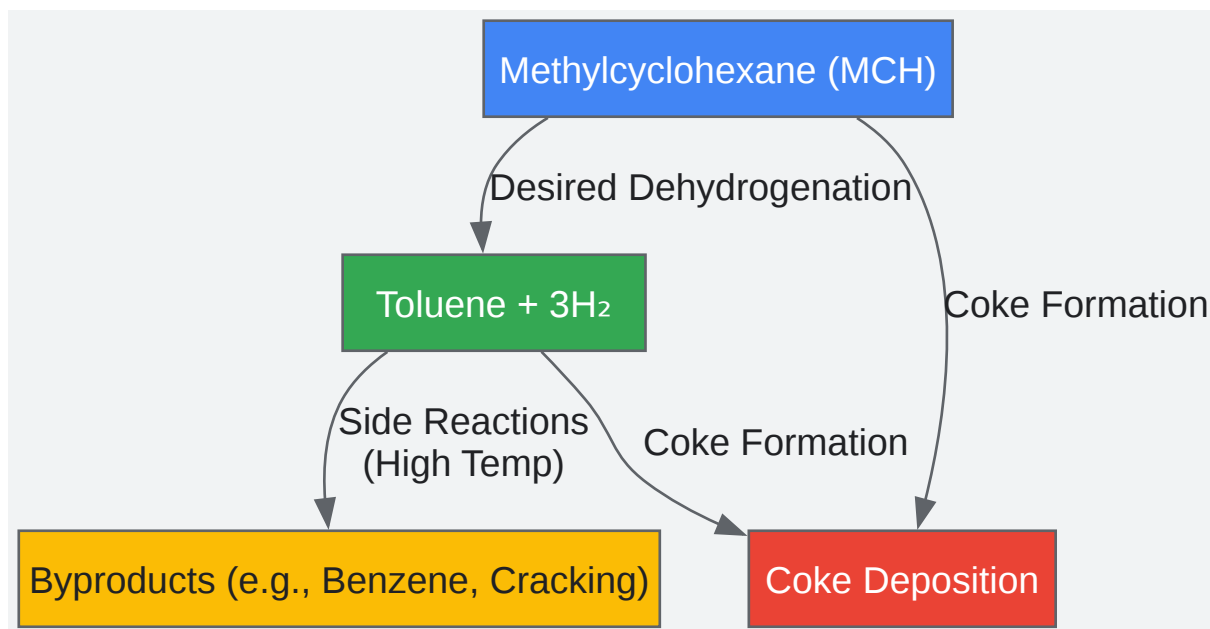 Methylcyclohexane (MCH)
Desired Dehydrogenation
Toluene + 3H₂
Coke Formation
Side Reactions
(High Temp)
Coke Formation
Byproducts (e.g., Benzene, Cracking)
Coke Deposition